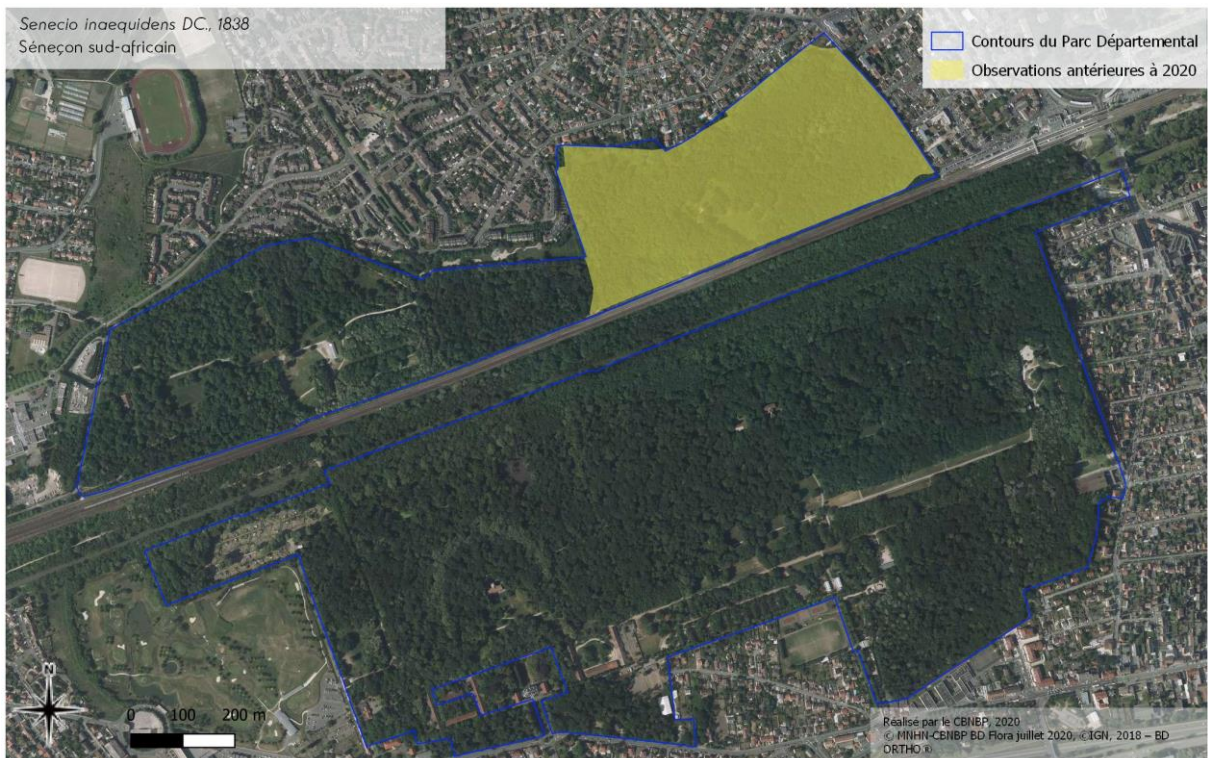 Senecio inaequidens DC., 1838
Séneçon sud-africain
Contours du Parc Départemental
Observations antérieures à 2020
N
0 100 200 m
Réalisé par le CBNBP, 2020
© MNHN-CBNBP BD Flora juillet 2020, ©IGN, 2018 – BD
ORTHO ®